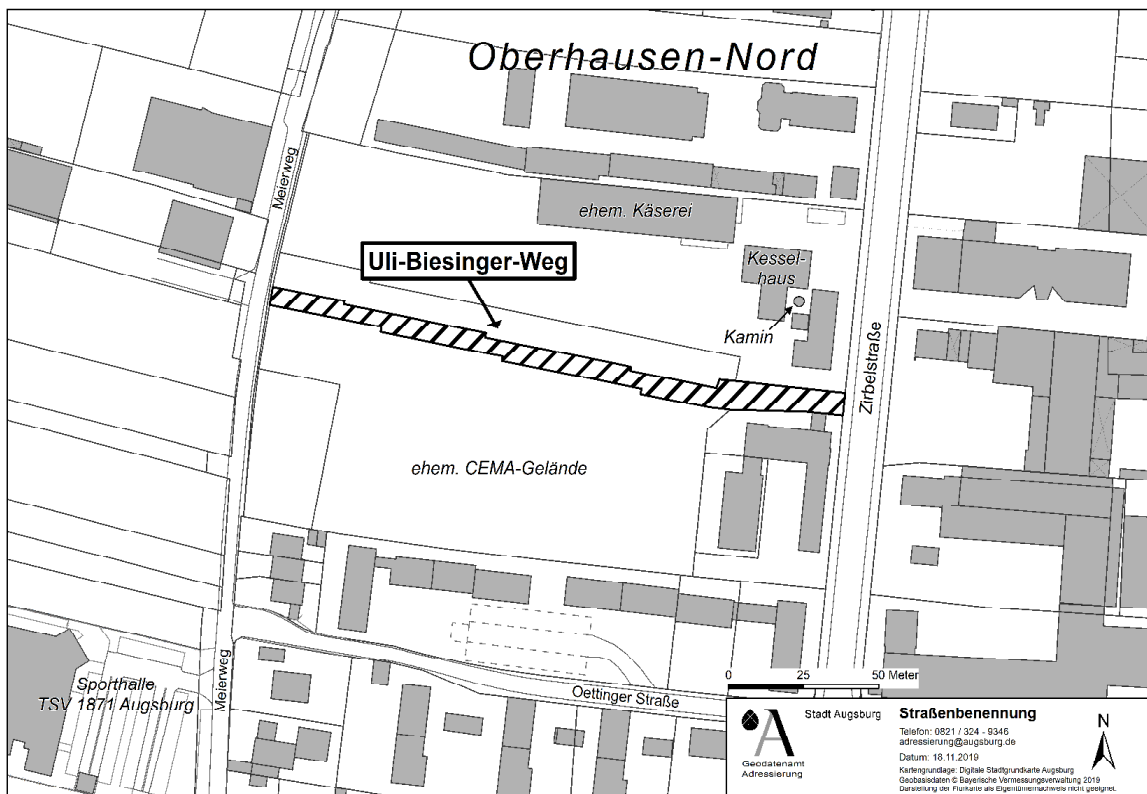 Oberhausen-Nord
Meierweg
ehem. Käserei
Uli-Biesinger-Weg
Kessel-
haus
Kamin
Zirbelstraße
ehem. CEMA-Gelände
Sporthalle
TSV 1871 Augsburg
Meierweg
Oettinger Straße
0 25 50 Meter
Stadt Augsburg
Geodatenamt
Adressierung
Straßenbenennung
Telefon: 0821 / 324 - 9346
adressierung@augsburg.de
Datum: 18.11.2019
Kartengrundlage: Digitale Stadtgrundkarte Augsburg
Geobasisdaten © Bayerische Vermessungsverwaltung 2019
Darstellung der Flurkarte als Eigentümernachweis nicht geeignet.
N